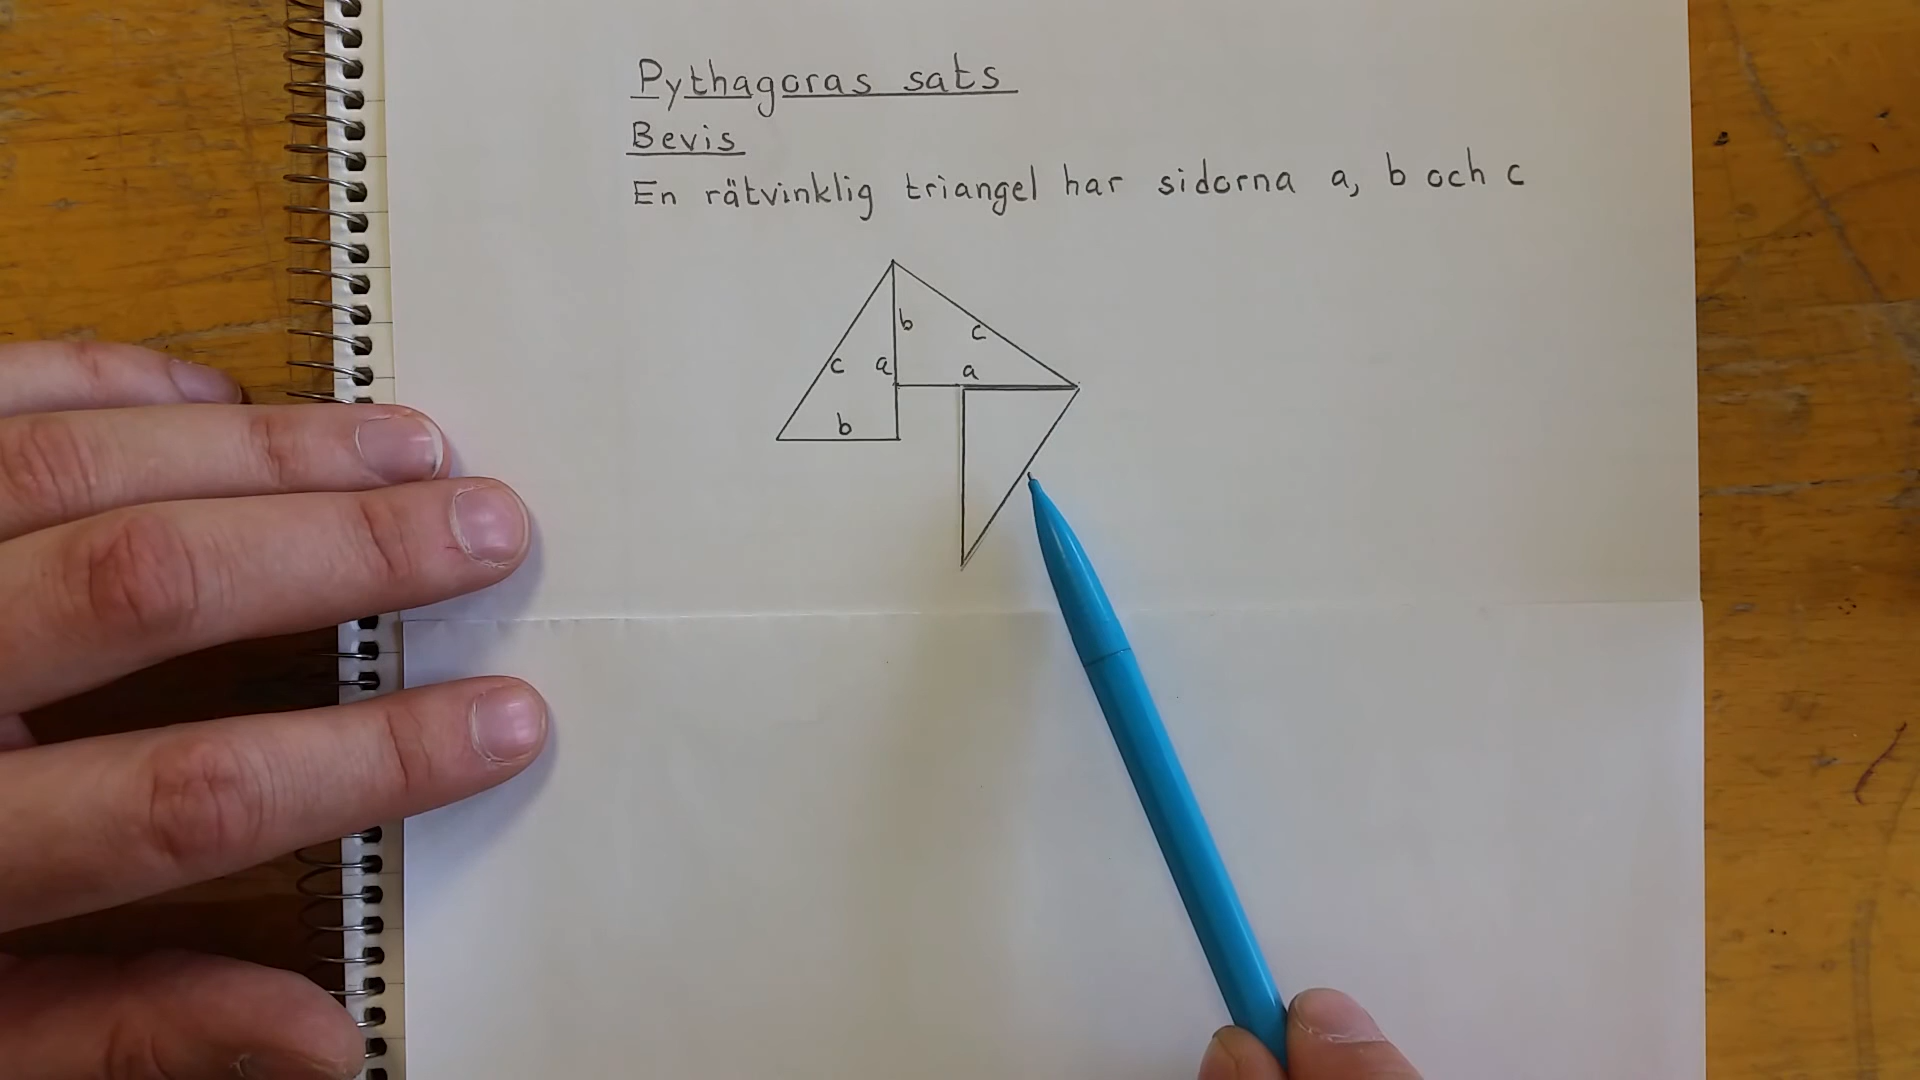 Pythagoras sats
Bevis
En rätvinklig triangel har sidorna a, b och c
b
c
c
a
a
b